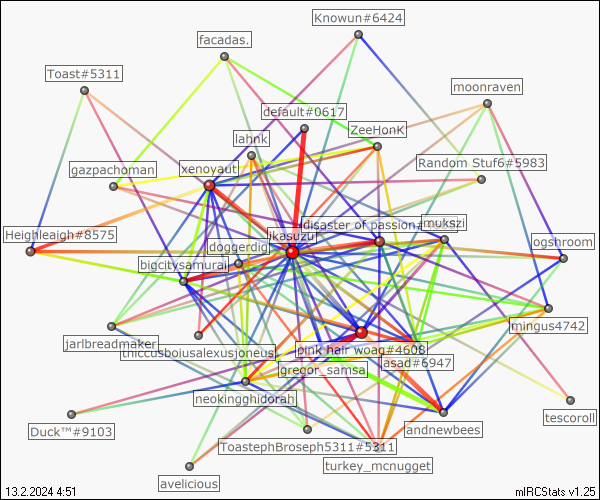 Knowun#6424
facadas.
Toast#5311
moonraven
default#0617
ZeeHonK
lahnk
Random Stuf6#5983
xenoyaut
gazpachoman
disaster of passion#
mukszi
Ikasuzu
Heighleaigh#8575
doggerdig
ogshroom
bigcitysamurai
mingus4742
jarlbreadmaker
thiccusboiusalexusjoneus
pink hair woag#4608
asad#6947
gregor_samsa
neokingghidorah
tescoroll
Duck™#9103
andnewbees
ToastephBroseph5311#5311
turkey_mcnugget
avelicious
13.2.2024 4:51
mIRCStats v1.25